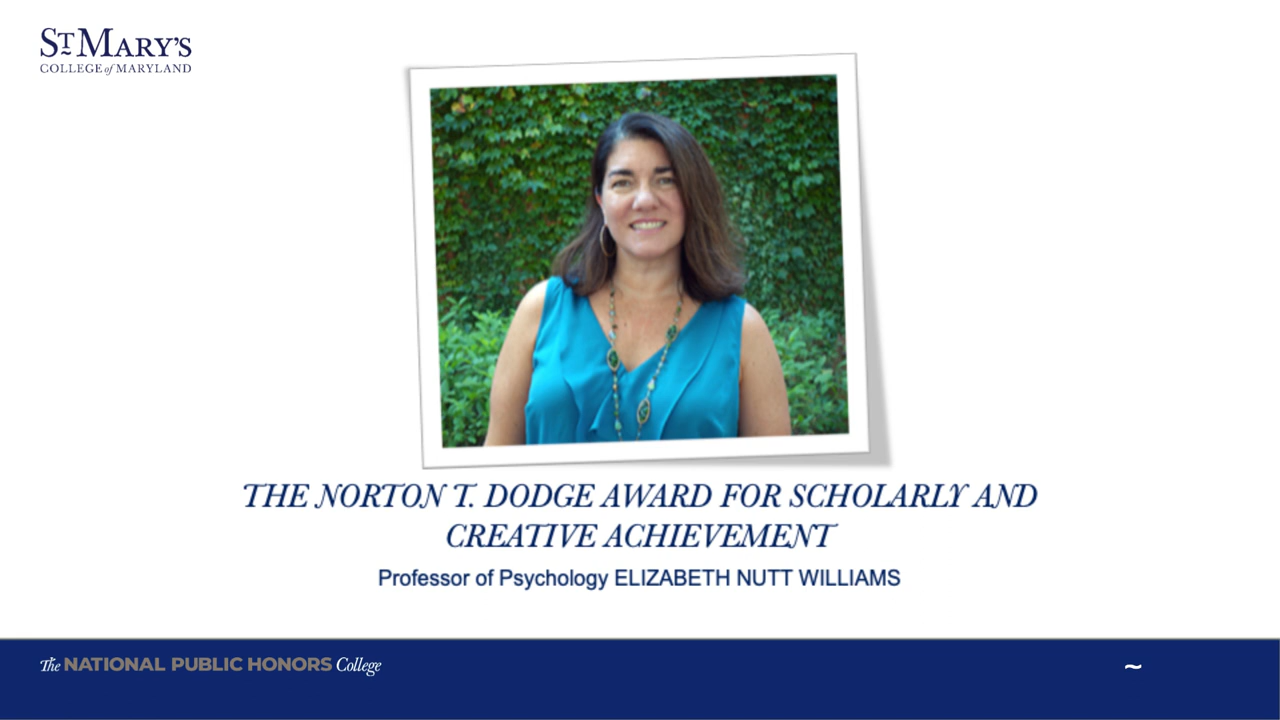 ST MARY'S
COLLEGE of MARYLAND
THE NORTON T. DODGE AWARD FOR SCHOLARLY AND
CREATIVE ACHIEVEMENT
Professor of Psychology ELIZABETH NUTT WILLIAMS
The NATIONAL PUBLIC HONORS College
~